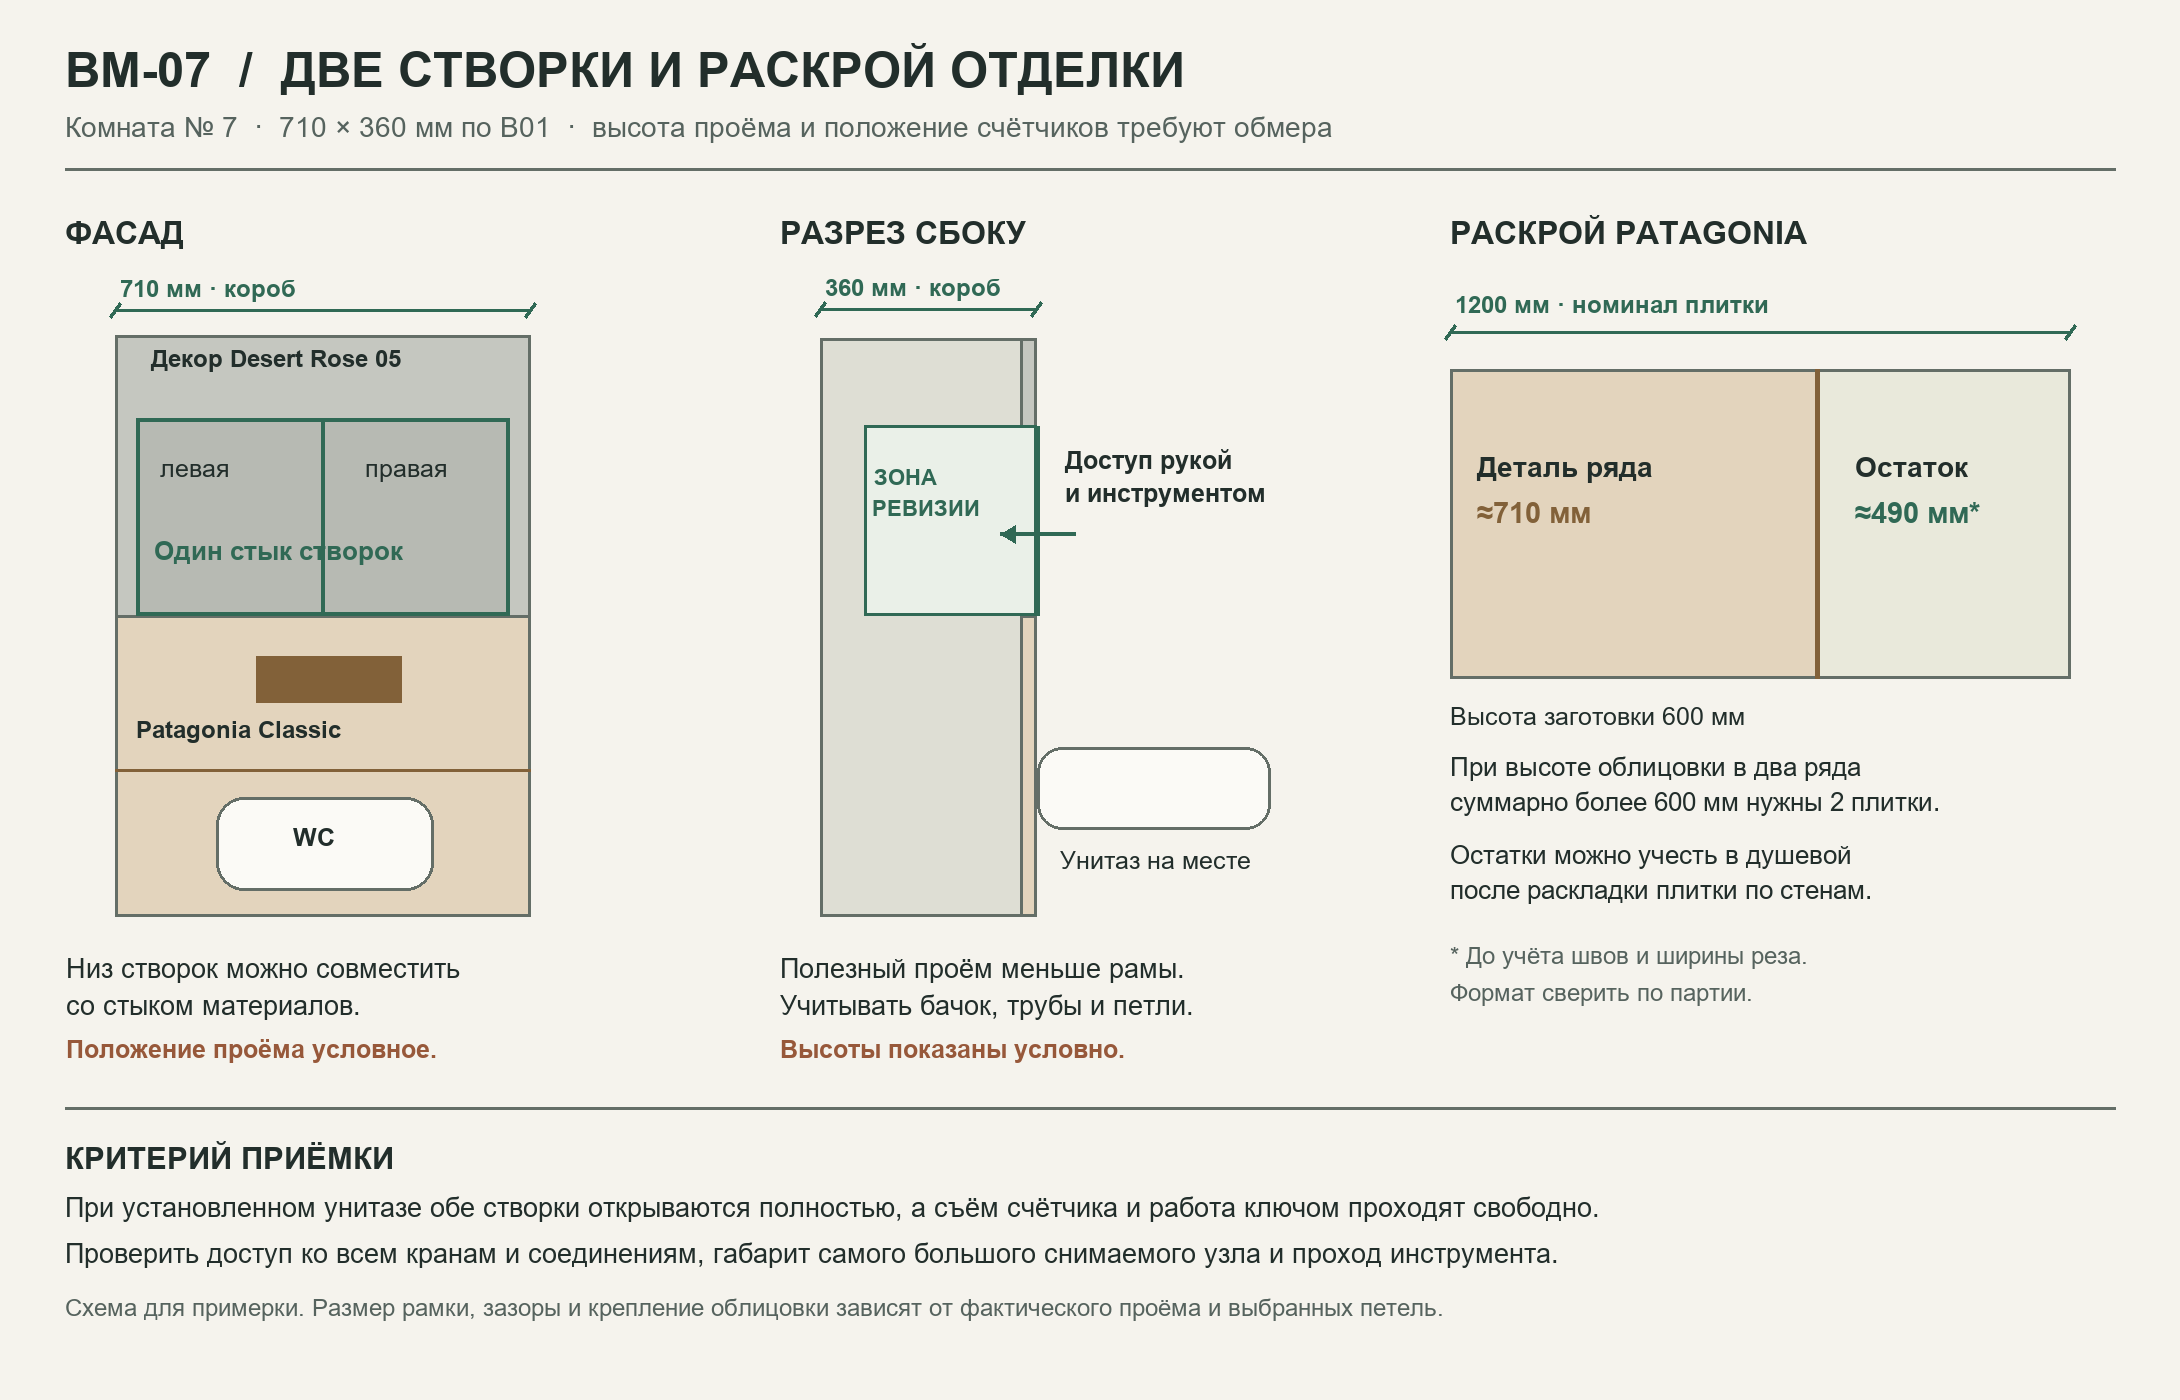 ВМ-07 / ДВЕ СТВОРКИ И РАСКРОЙ ОТДЕЛКИ
Комната № 7 · 710 × 360 мм по В01 · высота проёма и положение счётчиков требуют обмера
ФАСАД
710 мм · короб
Декор Desert Rose 05
левая
правая
Один стык створок
Patagonia Classic
WC
Низ створок можно совместить
со стыком материалов.
Положение проёма условное.
РАЗРЕЗ СБОКУ
360 мм · короб
ЗОНА
РЕВИЗИИ
Доступ рукой
и инструментом
Унитаз на месте
Полезный проём меньше рамы.
Учитывать бачок, трубы и петли.
Высоты показаны условно.
РАСКРОЙ PATAGONIA
1200 мм · номинал плитки
Деталь ряда
≈710 мм
Остаток
≈490 мм*
Высота заготовки 600 мм
При высоте облицовки в два ряда
суммарно более 600 мм нужны 2 плитки.
Остатки можно учесть в душевой
после раскладки плитки по стенам.
* До учёта швов и ширины реза.
Формат сверить по партии.
КРИТЕРИЙ ПРИЁМКИ
При установленном унитазе обе створки открываются полностью, а съём счётчика и работа ключом проходят свободно.
Проверить доступ ко всем кранам и соединениям, габарит самого большого снимаемого узла и проход инструмента.
Схема для примерки. Размер рамки, зазоры и крепление облицовки зависят от фактического проёма и выбранных петель.